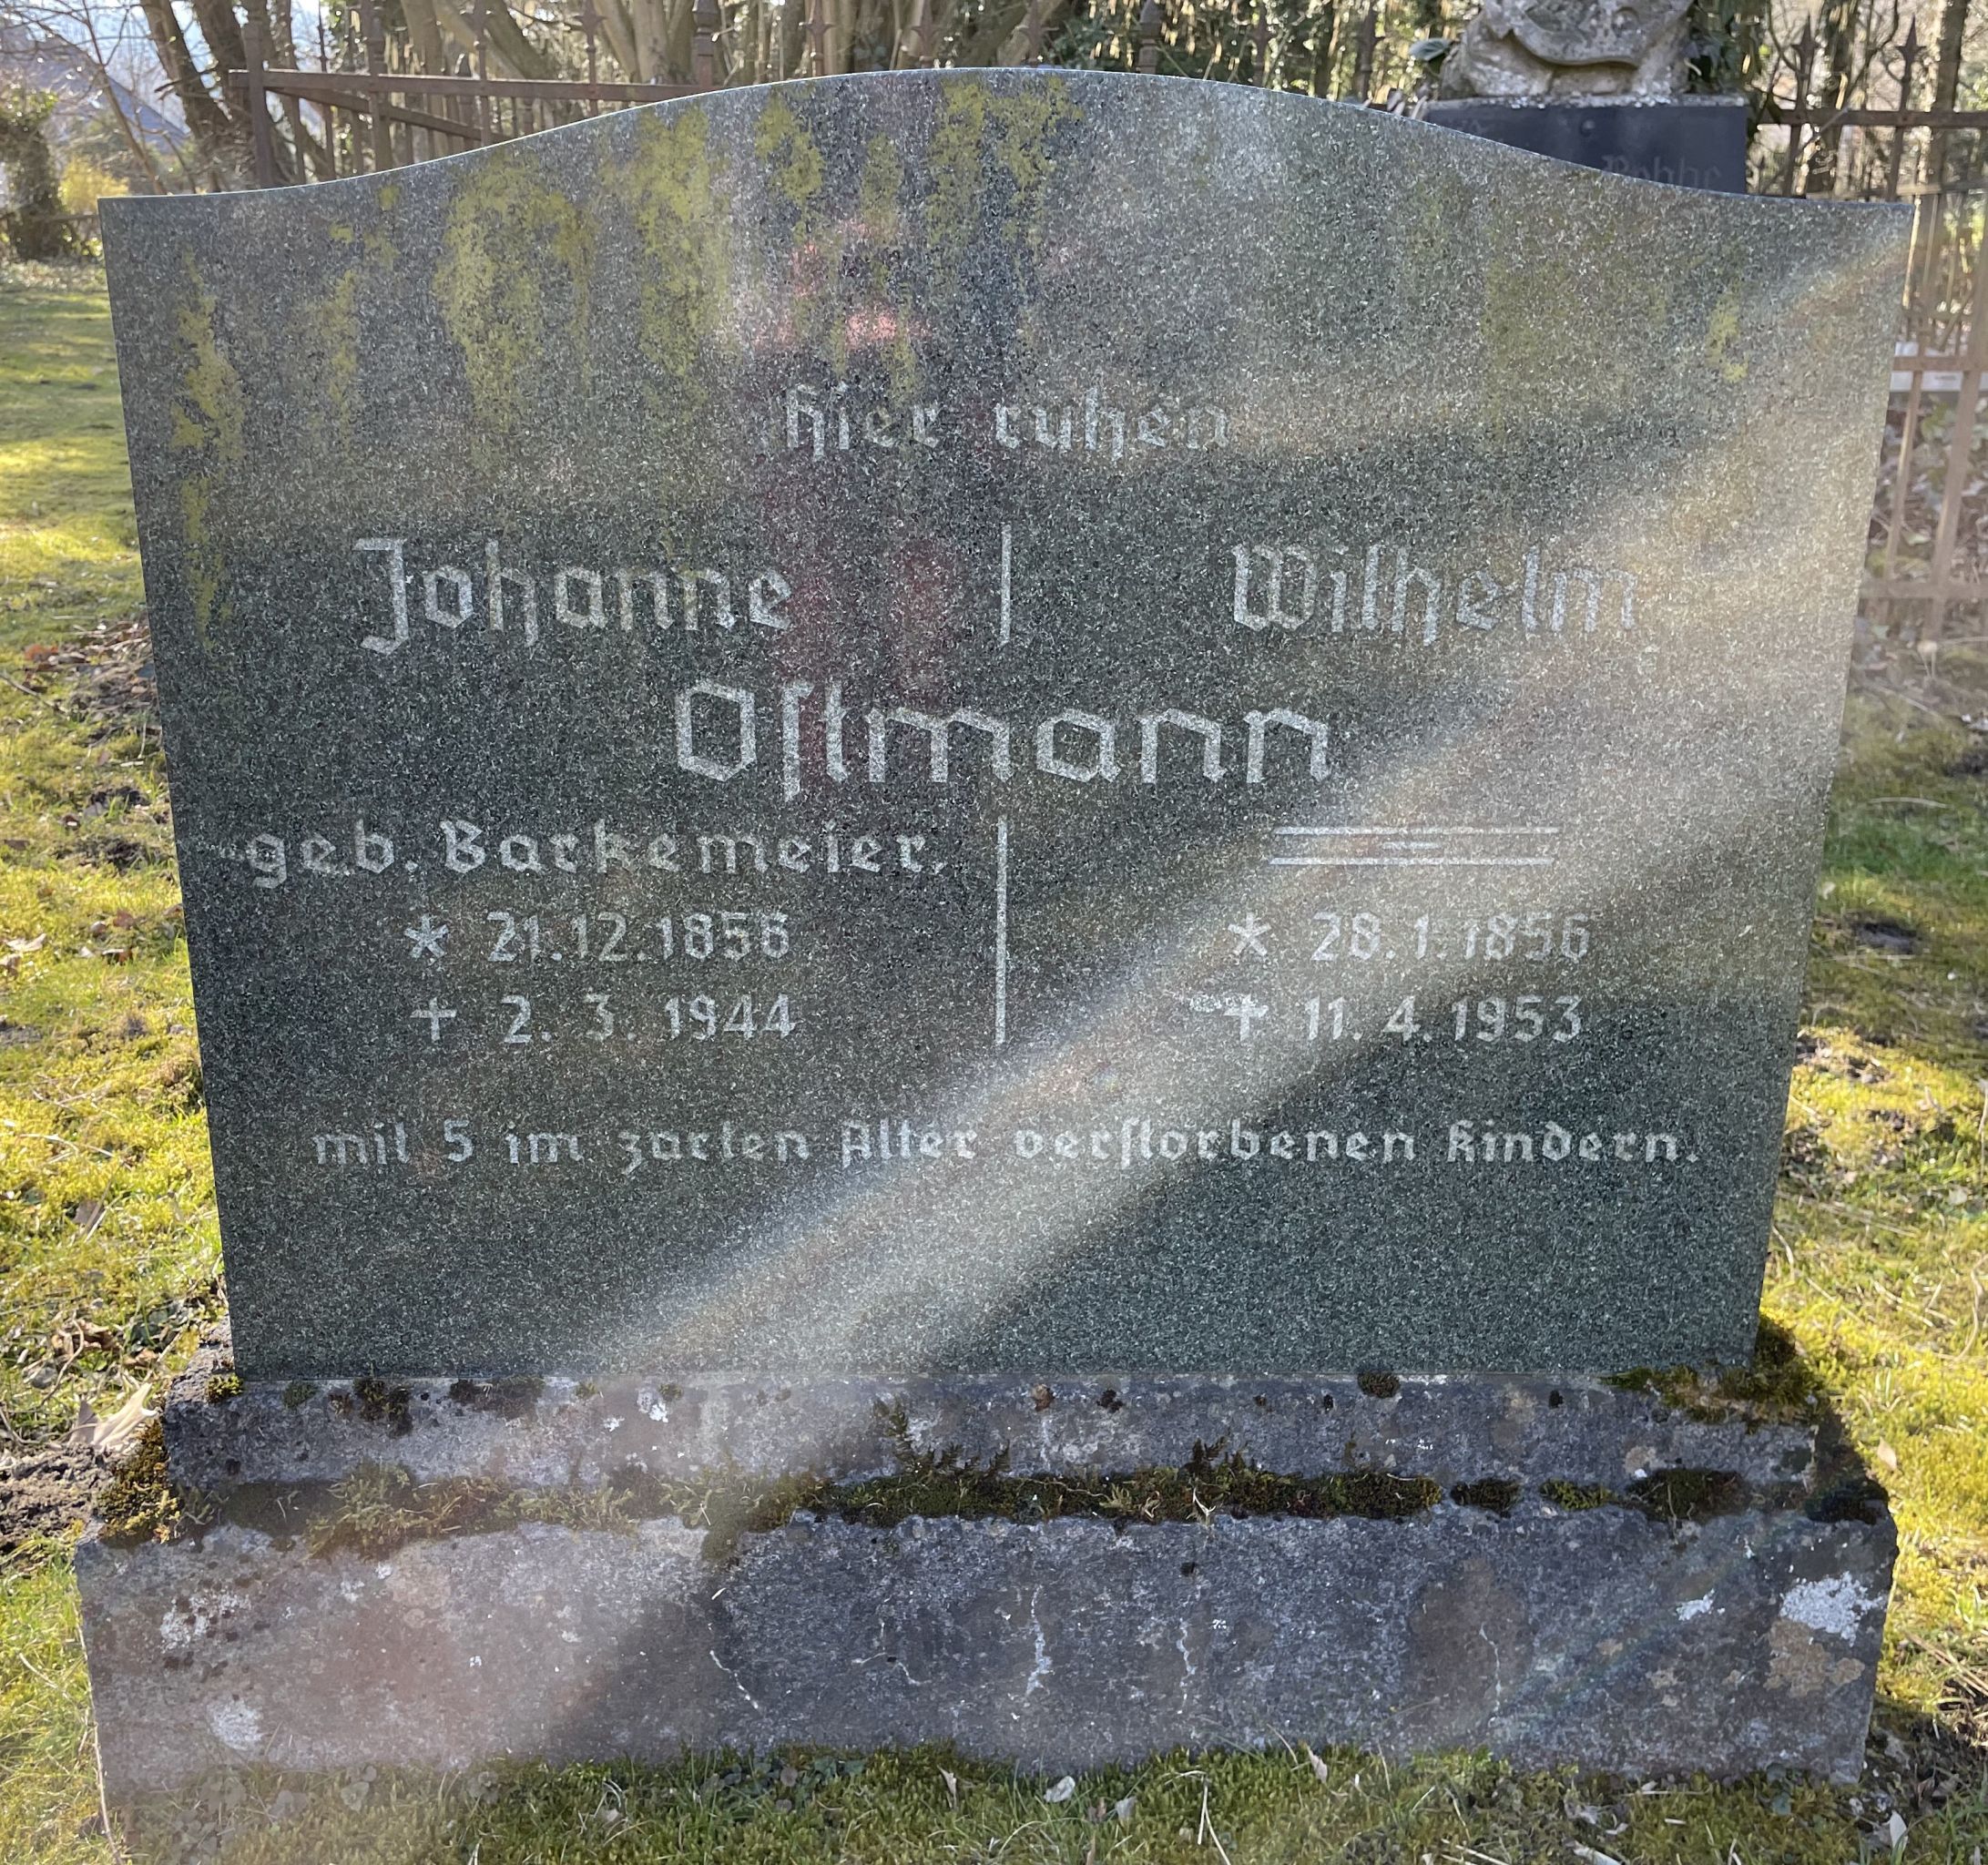 Hier ruhen
Johanne | Wilhelm
Oſtmann
geb. Barkemeier.
* 21.12.1856 * 28.1.1856
+ 2. 3. 1944 + 11. 4. 1953
mit 5 im zarten Alter verſtorbenen Kindern.